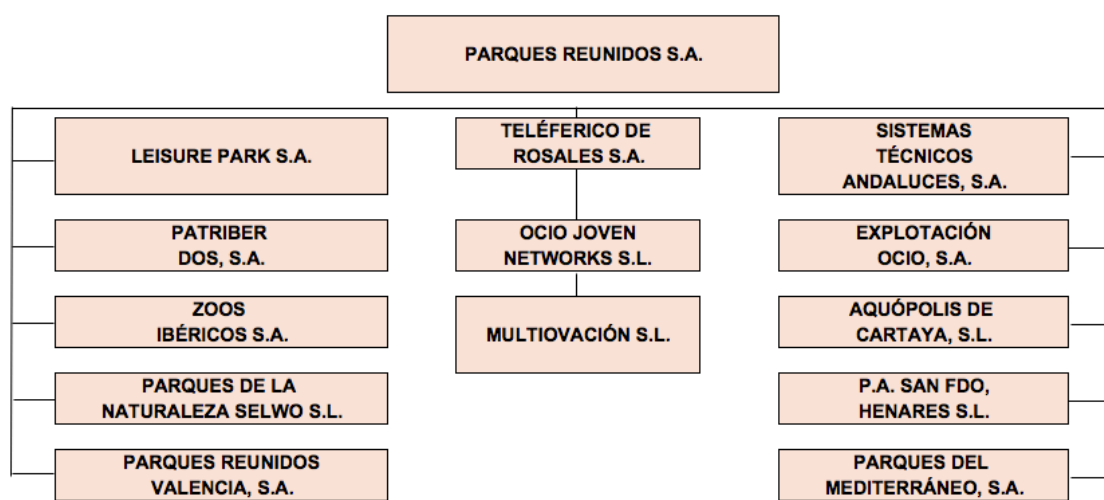 PARQUES REUNIDOS S.A.
LEISURE PARK S.A.
TELÉFERICO DE
ROSALES S.A.
SISTEMAS
TÉCNICOS
ANDALUCES, S.A.
PATRIBER
DOS, S.A.
OCIO JOVEN
NETWORKS S.L.
EXPLOTACIÓN
OCIO, S.A.
ZOOS
IBÉRICOS S.A.
MULTIOVACIÓN S.L.
AQUÓPOLIS DE
CARTAYA, S.L.
PARQUES DE LA
NATURALEZA SELWO S.L.
P.A. SAN FDO,
HENARES S.L.
PARQUES REUNIDOS
VALENCIA, S.A.
PARQUES DEL
MEDITERRÁNEO, S.A.